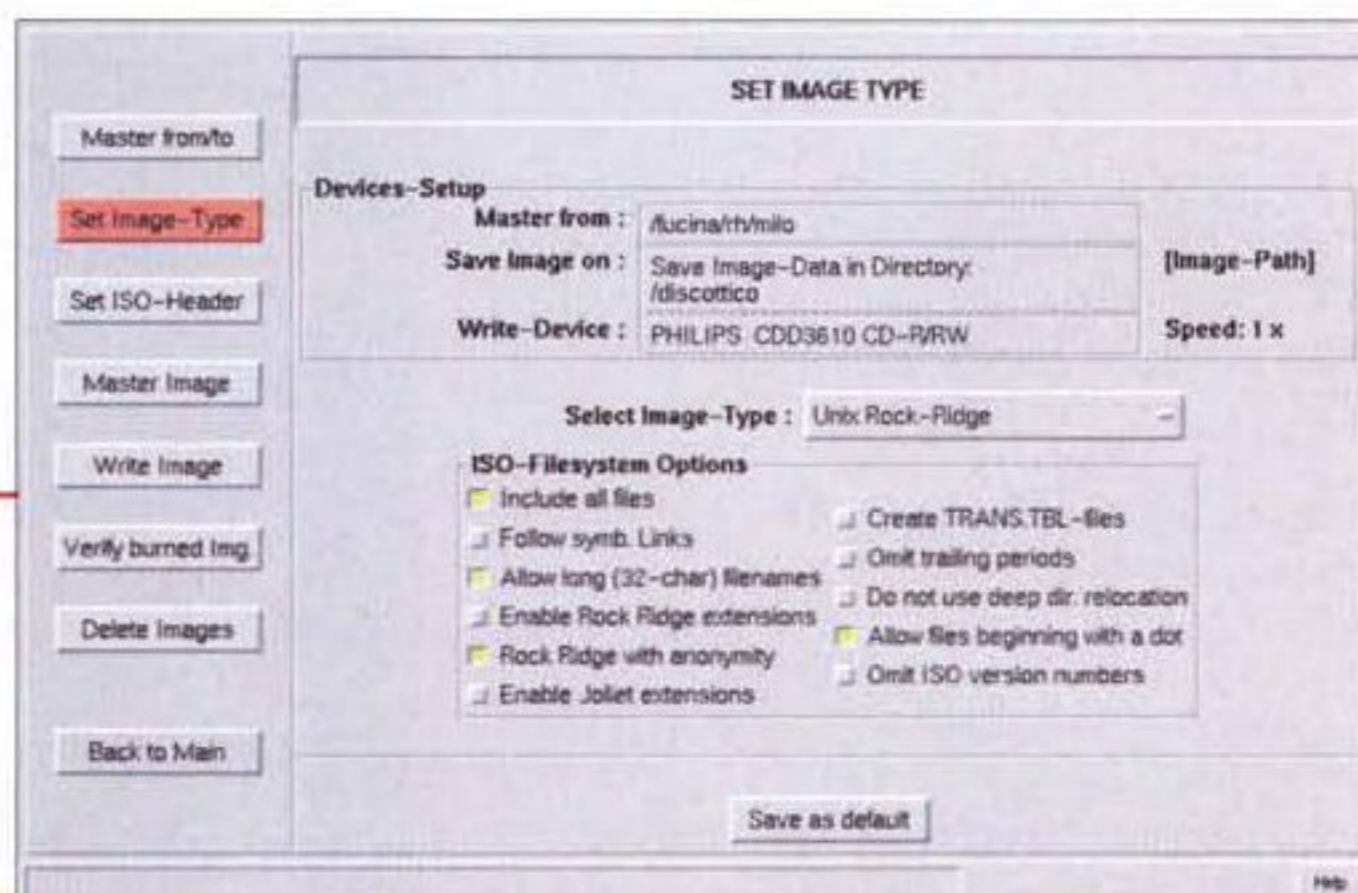 SET IMAGE TYPE
Master from/to
Set Image-Type
Set ISO-Header
Master Image
Write Image
Verify burned Img.
Delete Images
Back to Main
Devices-Setup
Master from : /lucina/rh/milo
Save Image on : Save Image-Data in Directory: [Image-Path]
/discottico
Write-Device : PHILIPS CDD3610 CD-R/RW Speed: 1 x
Select Image-Type : Unix Rock-Ridge
ISO-Filesystem Options
Include all files
Follow symb. Links
Allow long (32-char) filenames
Enable Rock Ridge extensions
Rock Ridge with anonymity
Enable Joliet extensions
Create TRANS.TBL-files
Omit trailing periods
Do not use deep dir. relocation
Allow files beginning with a dot
Omit ISO version numbers
Save as default
Help